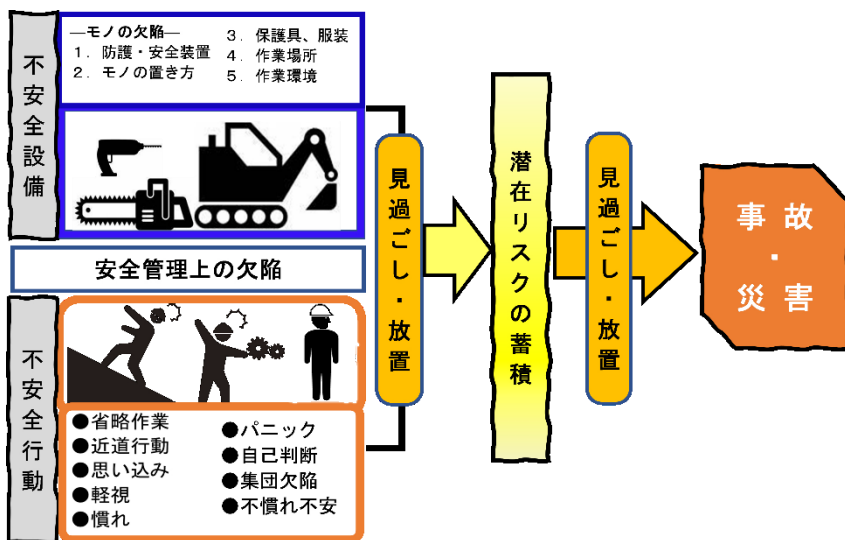 不安全設備
―モノの欠陥―
1．防護・安全装置
2．モノの置き方
3．保護具、服装
4．作業場所
5．作業環境
安全管理上の欠陥
不安全行動
●省略作業
●近道行動
●思い込み
●軽視
●慣れ
●パニック
●自己判断
●集団欠陥
●不慣れ不安
見過ごし・放置
潜在リスクの蓄積
見過ごし・放置
事故
・
災害